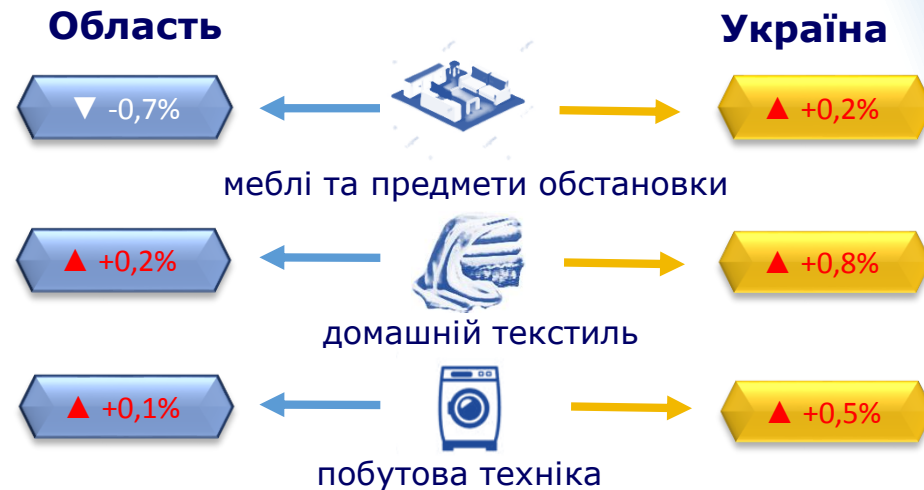 Область
Україна
▼ -0,7%
▲ +0,2%
меблі та предмети обстановки
▲ +0,2%
▲ +0,8%
домашній текстиль
▲ +0,1%
▲ +0,5%
побутова техніка